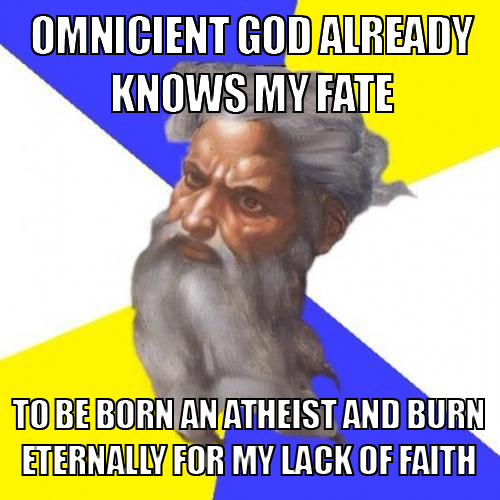 OMNICIENT GOD ALREADY
KNOWS MY FATE
TO BE BORN AN ATHEIST AND BURN
ETERNALLY FOR MY LACK OF FAITH